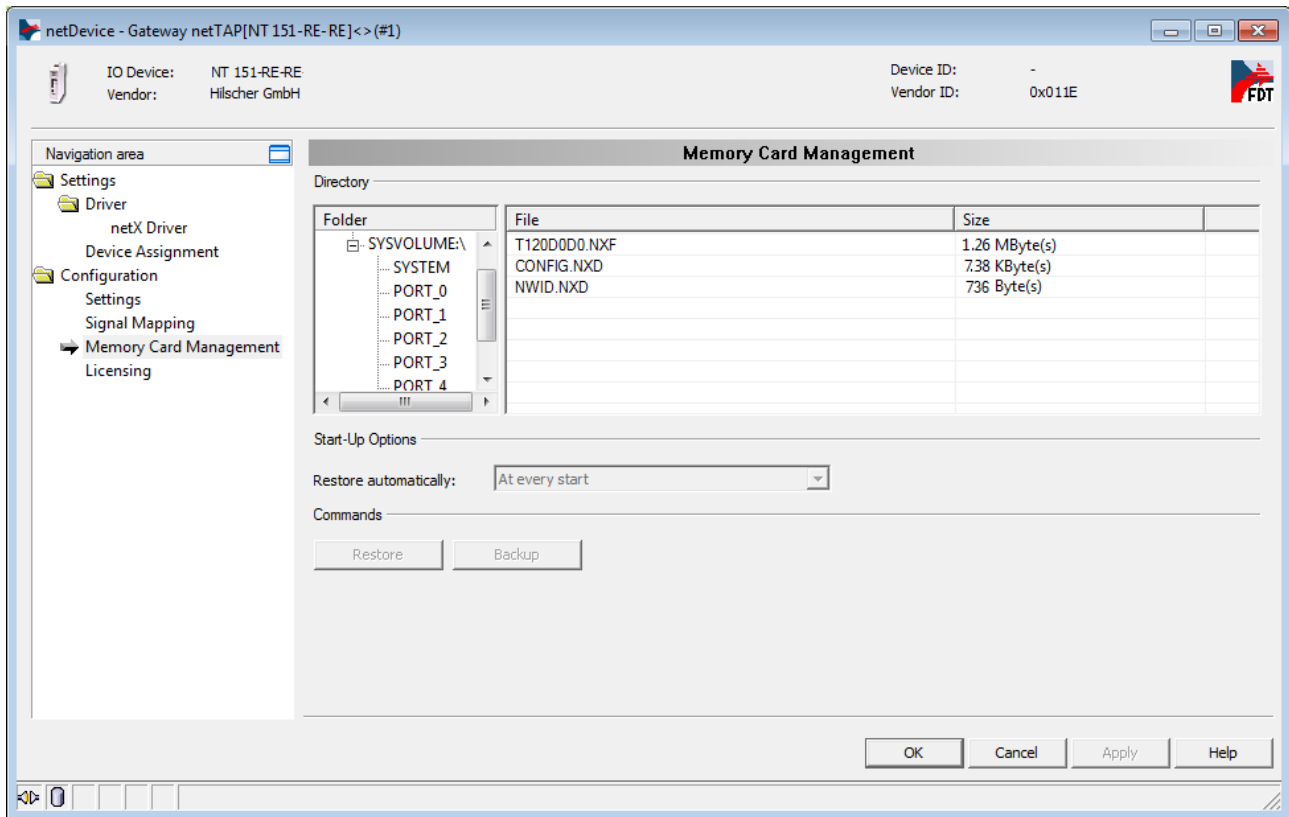 netDevice - Gateway netTAP[NT 151-RE-RE]<>(#1)
IO Device: NT 151-RE-RE
Vendor: Hilscher GmbH
Device ID: -
Vendor ID: 0x011E
FDT
Navigation area
Settings
Driver
netX Driver
Device Assignment
Configuration
Settings
Signal Mapping
Memory Card Management
Licensing
Memory Card Management
Directory
Folder
SYSVOLUME:\
SYSTEM
PORT_0
PORT_1
PORT_2
PORT_3
PORT_4
File Size
T120D0D0.NXF 1.26 MByte(s)
CONFIG.NXD 7.38 KByte(s)
NWID.NXD 736 Byte(s)
Start-Up Options
Restore automatically: At every start
Commands
Restore Backup
OK Cancel Apply Help